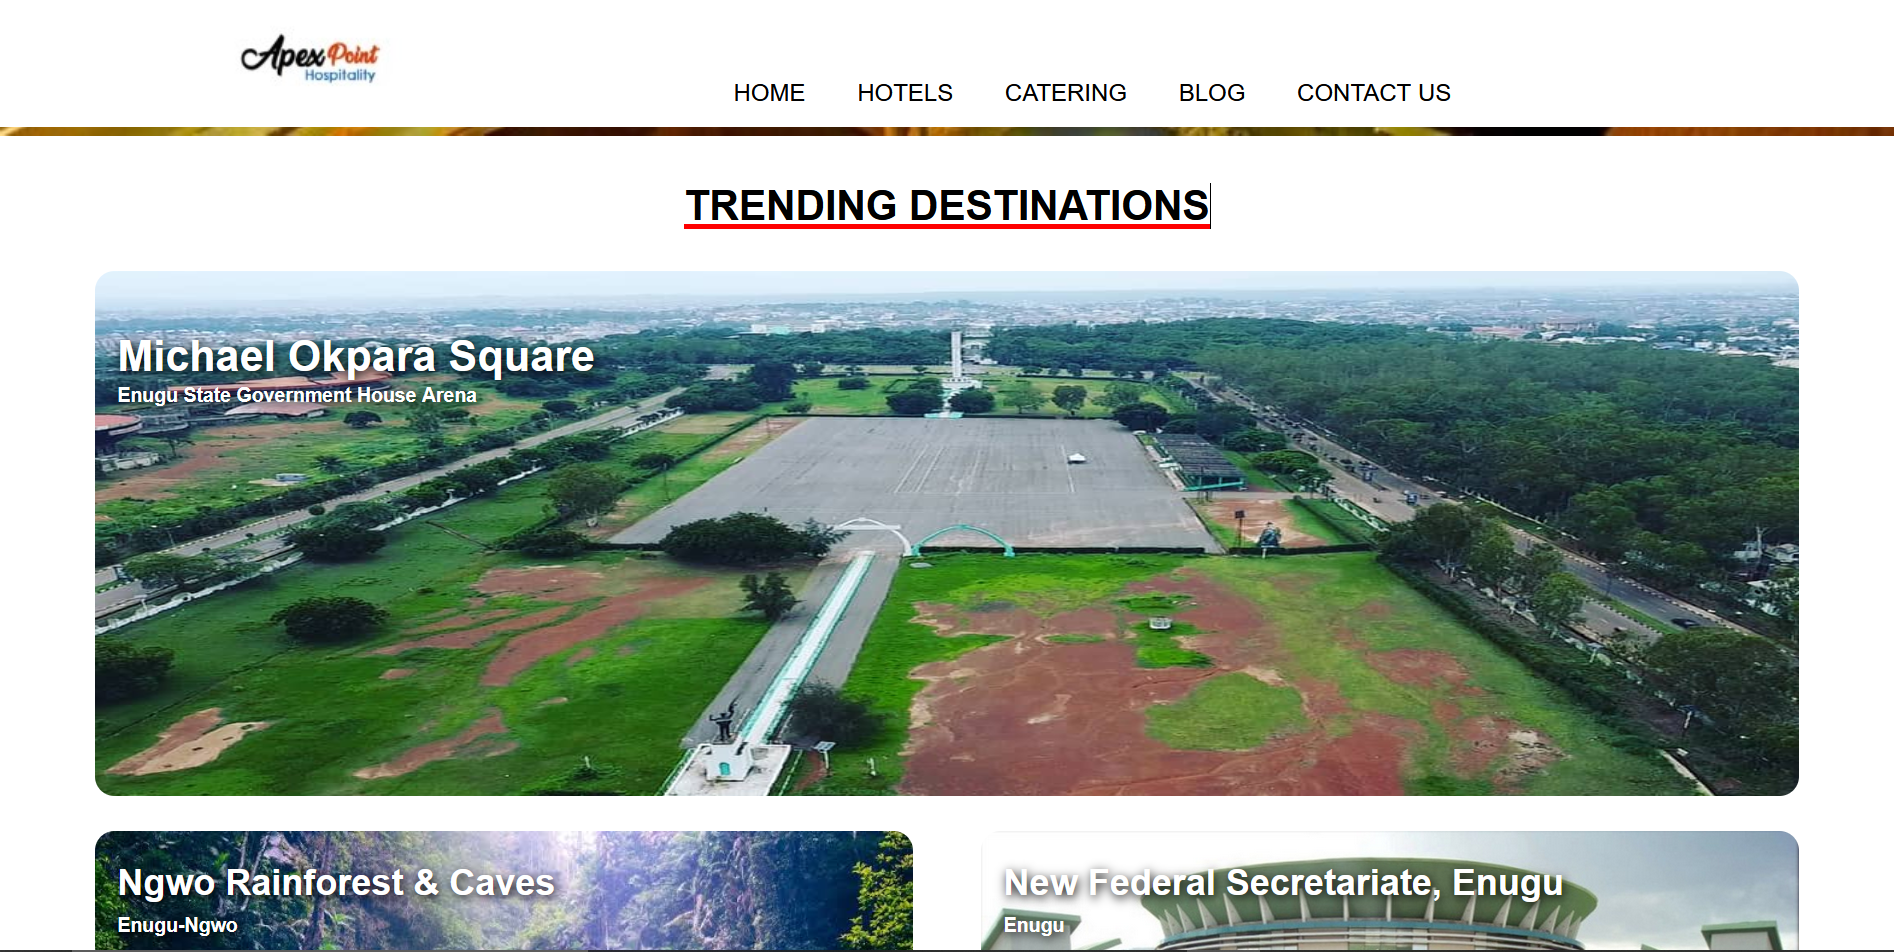 Apex Point
Hospitality
HOME HOTELS CATERING BLOG CONTACT US
TRENDING DESTINATIONS
Michael Okpara Square
Enugu State Government House Arena
Ngwo Rainforest & Caves
Enugu-Ngwo
New Federal Secretariate, Enugu
Enugu